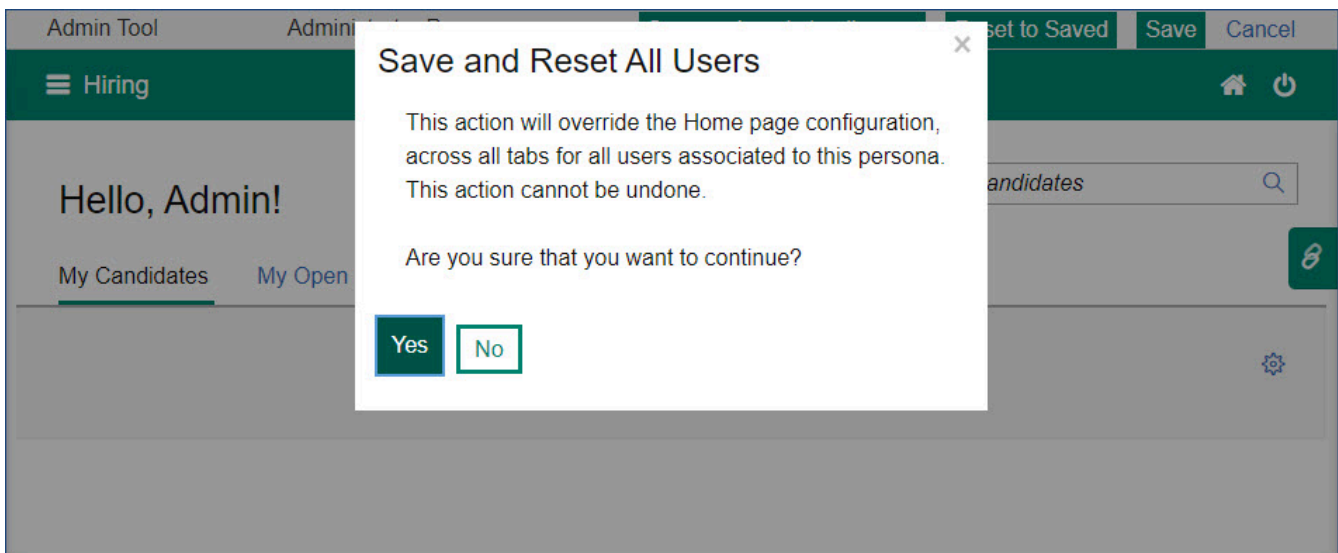 Admin Tool
Reset to Saved
Save
Cancel
Save and Reset All Users
×
Hiring
This action will override the Home page configuration,
across all tabs for all users associated to this persona.
This action cannot be undone.
Hello, Admin!
Are you sure that you want to continue?
My Candidates
My Open
Yes
No